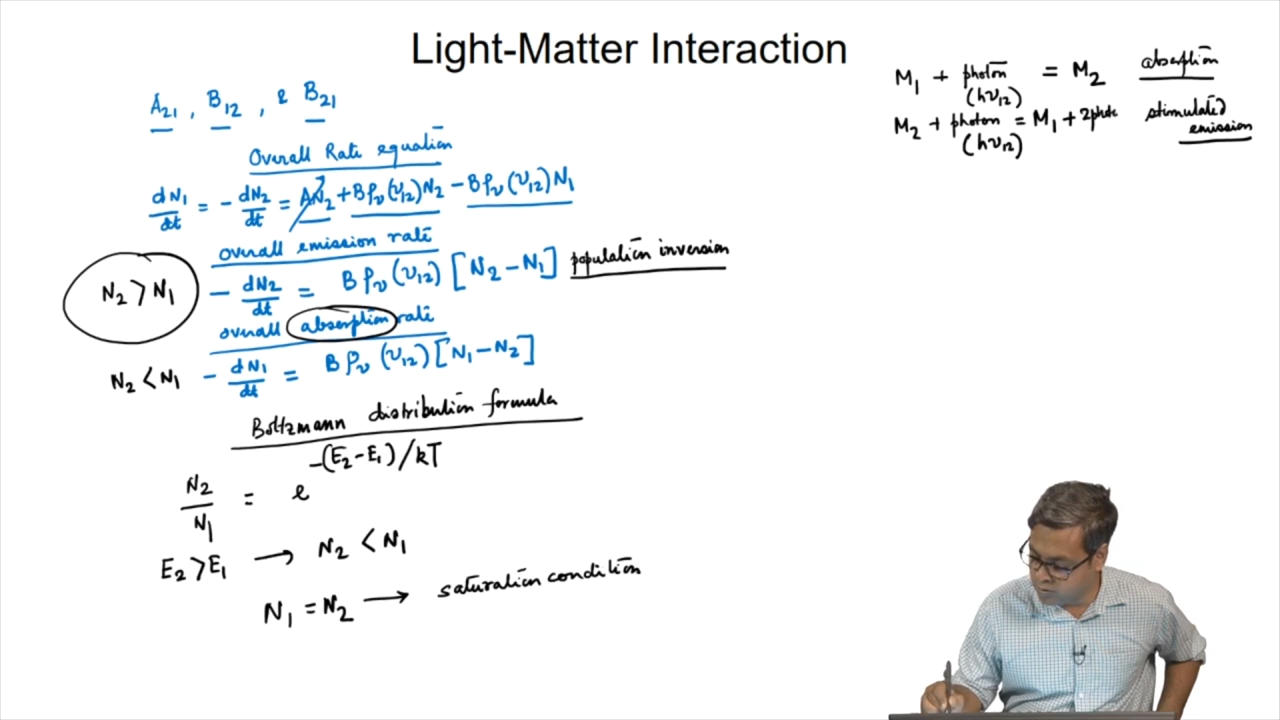 Light-Matter Interaction
A21 , B12 , & B21
Overall Rate equation
dN1/dt = - dN2/dt = AN2 + Bρν(ν12)N2 - Bρν(ν12)N1
overall emission rate
N2 > N1 - dN2/dt = Bρν(ν12) [N2 - N1] population inversion
overall absorption rate
N2 < N1 - dN1/dt = Bρν(ν12) [N1 - N2]
Boltzmann distribution formula
N2/N1 = e^-(E2-E1)/kT
E2 > E1 → N2 < N1
N1 = N2 → saturation condition
M1 + photon = M2 absorption
(hν12)
M2 + photon = M1 + 2phot stimulated
(hν12) emission